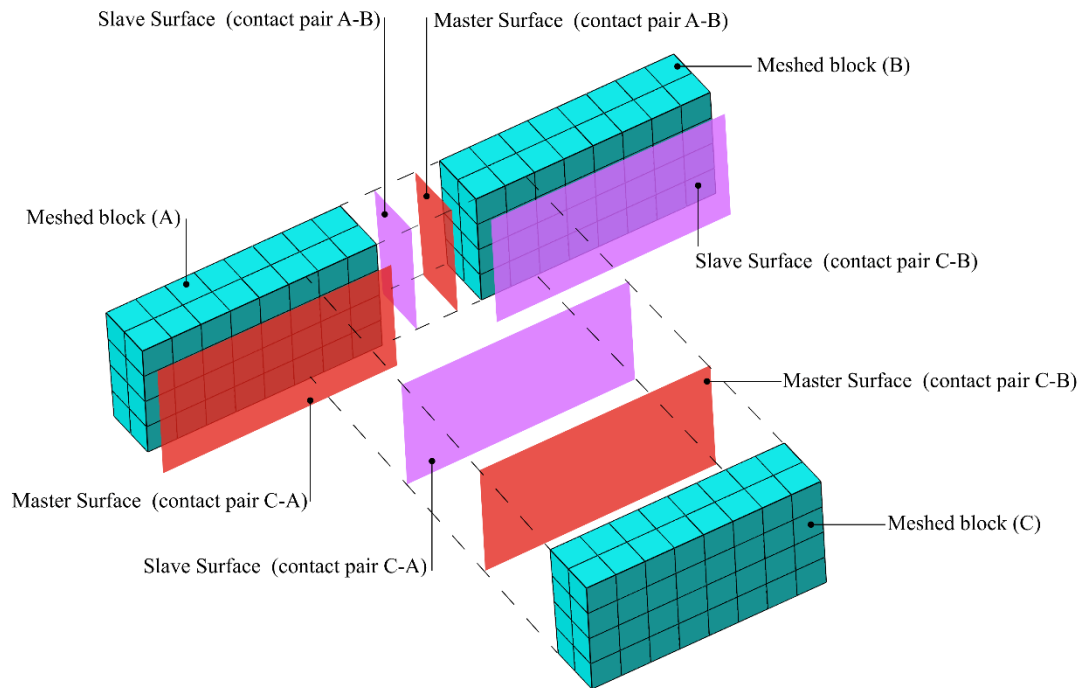 Slave Surface (contact pair A-B)
Master Surface (contact pair A-B)
Meshed block (B)
Meshed block (A)
Slave Surface (contact pair C-B)
Master Surface (contact pair C-B)
Master Surface (contact pair C-A)
Meshed block (C)
Slave Surface (contact pair C-A)